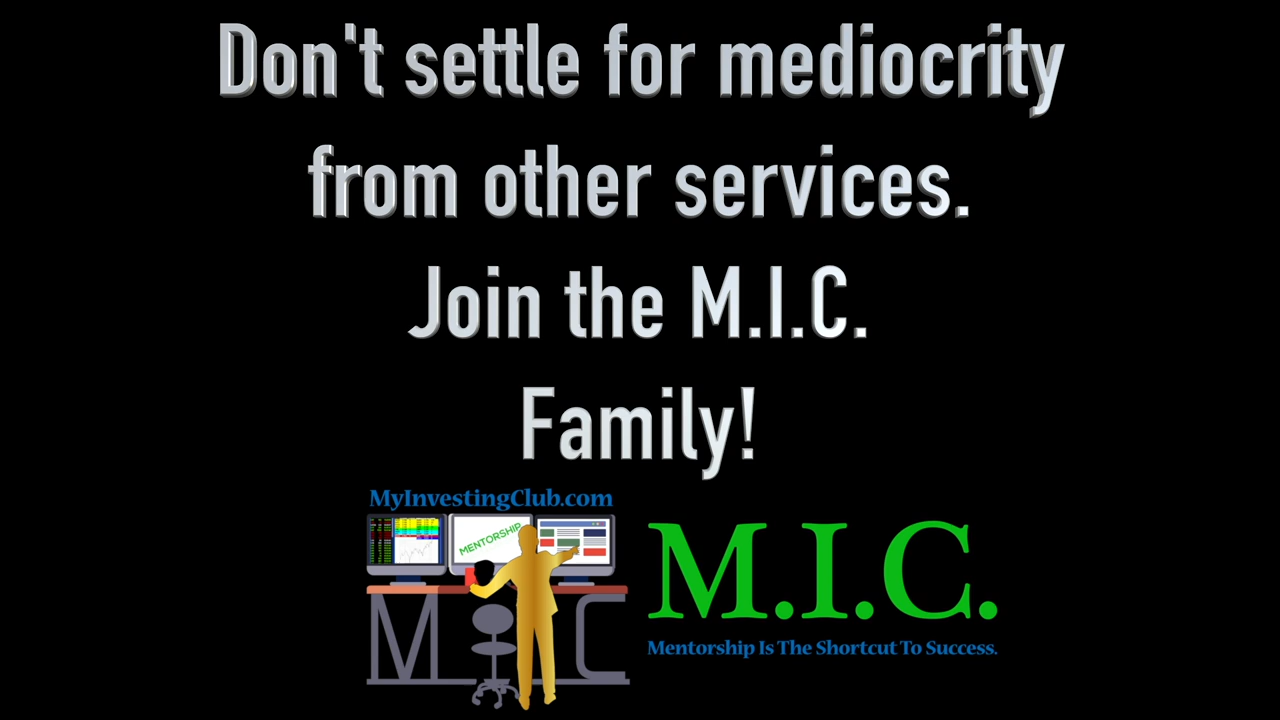 Don't settle for mediocrity
from other services.
Join the M.I.C.
Family!
MyInvestingClub.com
MENTORSHIP
M.I.C.
MIC
Mentorship Is The Shortcut To Success.